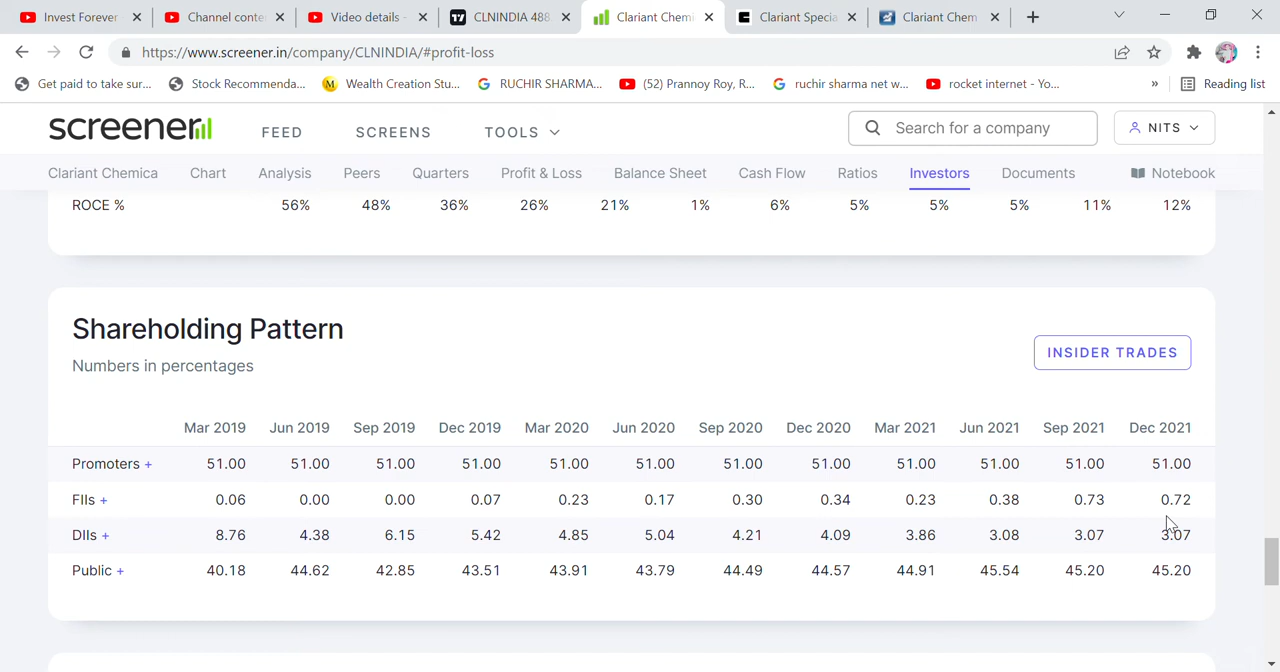 Invest Forever
Channel conte
Video details -
CLNINDIA 488
Clariant Chemi
Clariant Specia
Clariant Chem
https://www.screener.in/company/CLNINDIA/#profit-loss
Get paid to take sur...
Stock Recommenda...
M Wealth Creation Stu...
RUCHIR SHARMA...
(52) Prannoy Roy, R...
ruchir sharma net w...
rocket internet - Yo...
»
Reading list
screener
FEED
SCREENS
TOOLS
Search for a company
NITS
Clariant Chemica
Chart
Analysis
Peers
Quarters
Profit & Loss
Balance Sheet
Cash Flow
Ratios
Investors
Documents
Notebook
ROCE % 56% 48% 36% 26% 21% 1% 6% 5% 5% 5% 11% 12%
Shareholding Pattern
Numbers in percentages
INSIDER TRADES
Mar 2019 Jun 2019 Sep 2019 Dec 2019 Mar 2020 Jun 2020 Sep 2020 Dec 2020 Mar 2021 Jun 2021 Sep 2021 Dec 2021
Promoters + 51.00 51.00 51.00 51.00 51.00 51.00 51.00 51.00 51.00 51.00 51.00 51.00
FIIs + 0.06 0.00 0.00 0.07 0.23 0.17 0.30 0.34 0.23 0.38 0.73 0.72
DIIs + 8.76 4.38 6.15 5.42 4.85 5.04 4.21 4.09 3.86 3.08 3.07 3.07
Public + 40.18 44.62 42.85 43.51 43.91 43.79 44.49 44.57 44.91 45.54 45.20 45.20